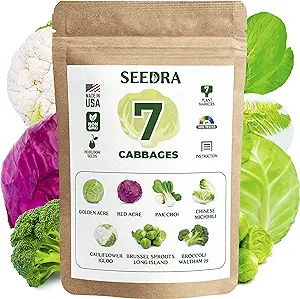 SEEDRA
MADE IN
USA
NON
GMO
HEIRLOOM
SEEDS
7
CABBAGES
7
PLANT
MARKERS
INSTRUCTION
GOLDEN ACRE
RED ACRE
PAK CHOI
CHINESE
MICHIHILI
CAULIFLOWER
IGLOO
BRUSSEL SPROUTS
LONG ISLAND
BROCCOLI
WALTHAM 29